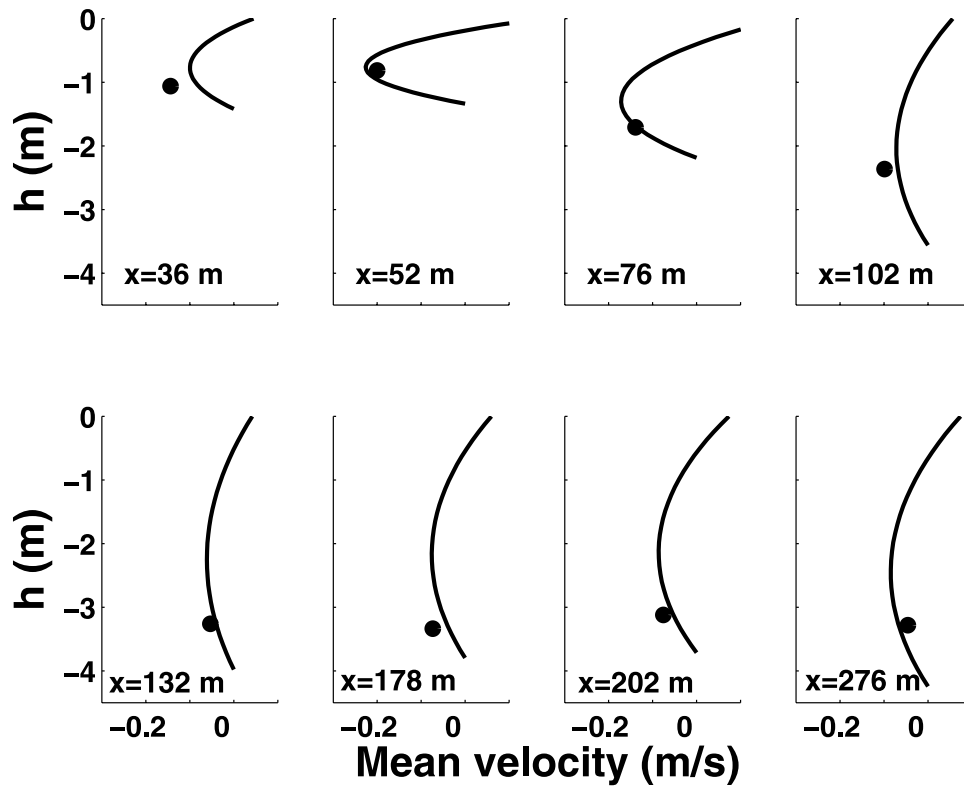 0
−1
−2
−3
−4
h (m)
x=36 m
x=52 m
x=76 m
x=102 m
0
−1
−2
−3
−4
h (m)
x=132 m
x=178 m
x=202 m
x=276 m
−0.2 0 −0.2 0 −0.2 0 −0.2 0
Mean velocity (m/s)